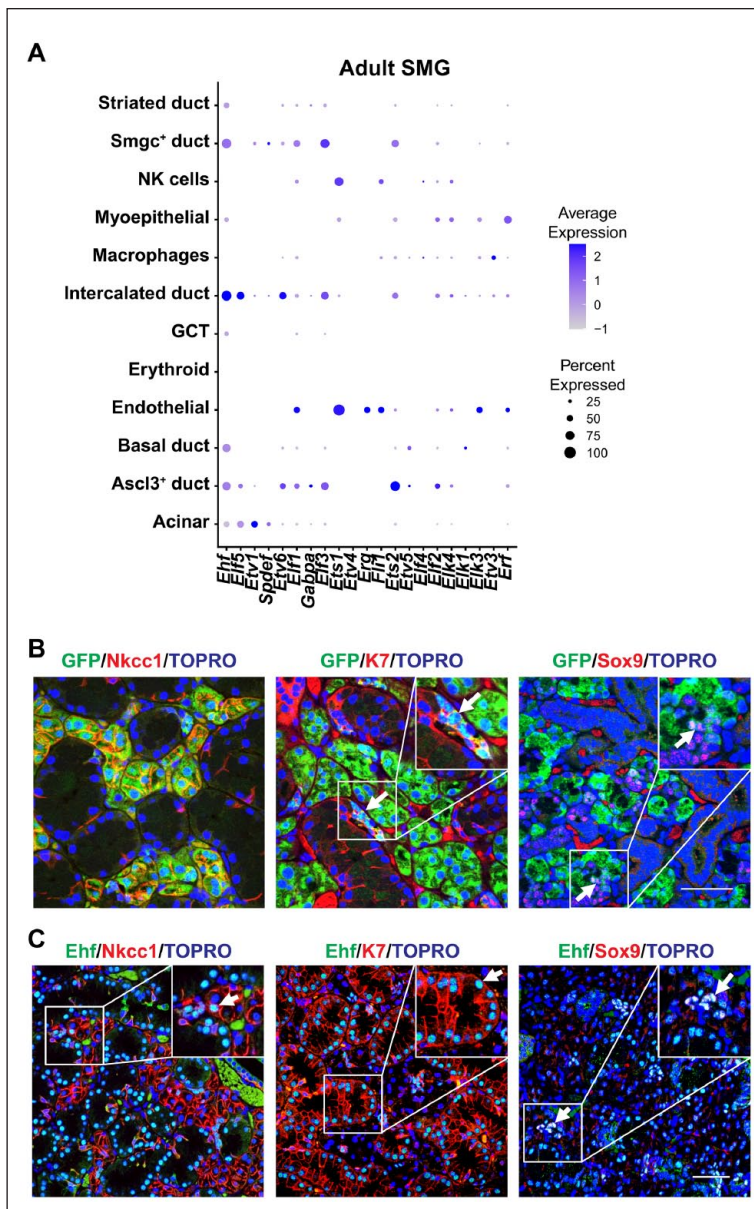 A
Adult SMG
Striated duct
Smgc⁺ duct
NK cells
Myoepithelial
Macrophages
Intercalated duct
GCT
Erythroid
Endothelial
Basal duct
Ascl3⁺ duct
Acinar
Ehf
Elf5
Etv1
Spdef
Etv6
Elf1
Gabpa
Elf3
Ets1
Etv4
Erg
Fli1
Ets2
Etv5
Elf4
Elf2
Elk4
Elk1
Elk3
Etv3
Erf
Average
Expression
2
1
0
−1
Percent
Expressed
25
50
75
100
B
GFP/Nkcc1/TOPRO
GFP/K7/TOPRO
GFP/Sox9/TOPRO
C
Ehf/Nkcc1/TOPRO
Ehf/K7/TOPRO
Ehf/Sox9/TOPRO